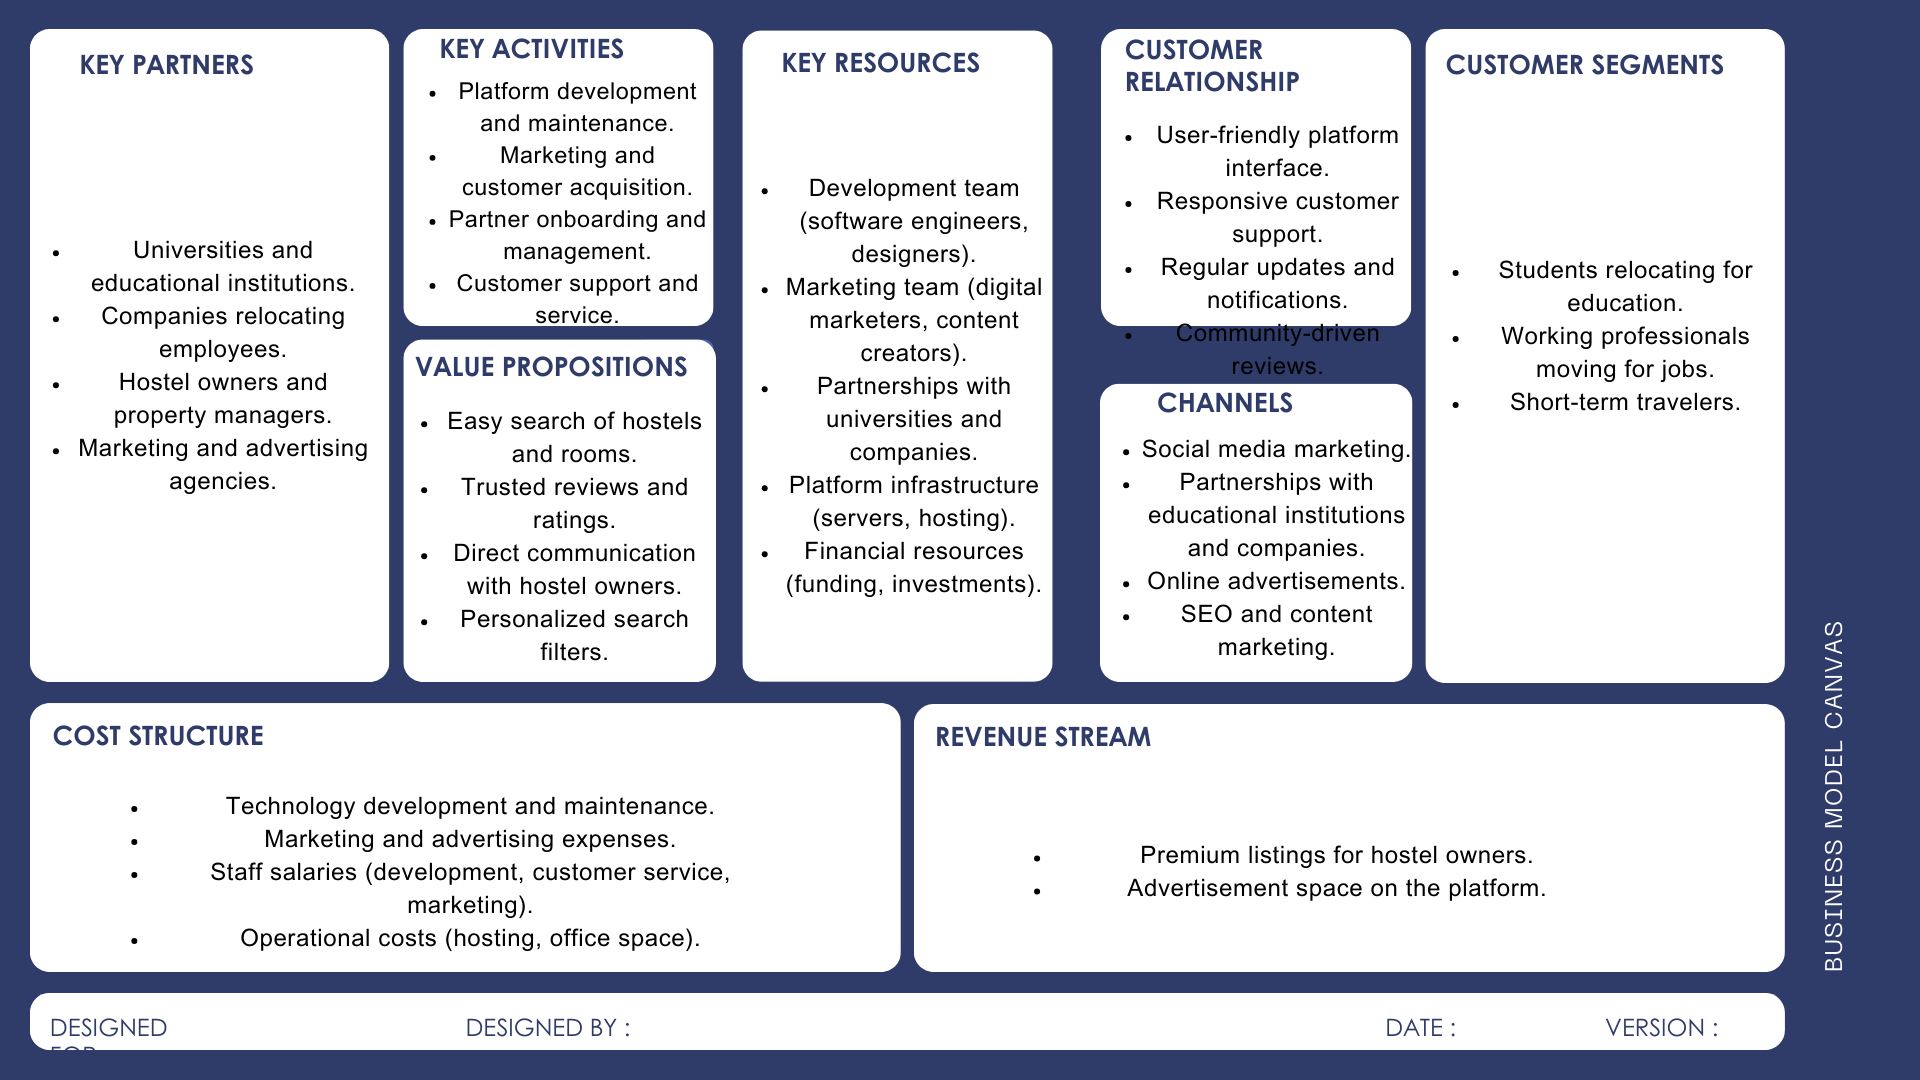 KEY PARTNERS
• Universities and
educational institutions.
• Companies relocating
employees.
• Hostel owners and
property managers.
• Marketing and advertising
agencies.
KEY ACTIVITIES
• Platform development
and maintenance.
• Marketing and
customer acquisition.
• Partner onboarding and
management.
• Customer support and
service.
VALUE PROPOSITIONS
• Easy search of hostels
and rooms.
• Trusted reviews and
ratings.
• Direct communication
with hostel owners.
• Personalized search
filters.
KEY RESOURCES
• Development team
(software engineers,
designers).
• Marketing team (digital
marketers, content
creators).
• Partnerships with
universities and
companies.
• Platform infrastructure
(servers, hosting).
• Financial resources
(funding, investments).
CUSTOMER
RELATIONSHIP
• User-friendly platform
interface.
• Responsive customer
support.
• Regular updates and
notifications.
• Community-driven
reviews.
CHANNELS
• Social media marketing.
• Partnerships with
educational institutions
and companies.
• Online advertisements.
• SEO and content
marketing.
CUSTOMER SEGMENTS
• Students relocating for
education.
• Working professionals
moving for jobs.
• Short-term travelers.
COST STRUCTURE
• Technology development and maintenance.
• Marketing and advertising expenses.
• Staff salaries (development, customer service,
marketing).
• Operational costs (hosting, office space).
REVENUE STREAM
• Premium listings for hostel owners.
• Advertisement space on the platform.
BUSINESS MODEL CANVAS
DESIGNED
DESIGNED BY :
DATE :
VERSION :